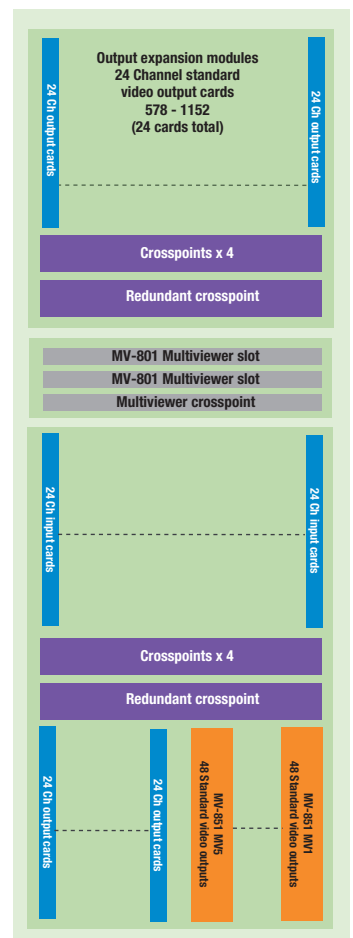 Output expansion modules
24 Channel standard
video output cards
578 - 1152
(24 cards total)
24 Ch output cards
24 Ch output cards
Crosspoints x 4
Redundant crosspoint
MV-801 Multiviewer slot
MV-801 Multiviewer slot
Multiviewer crosspoint
24 Ch input cards
24 Ch input cards
Crosspoints x 4
Redundant crosspoint
24 Ch output cards
24 Ch output cards
MV-851 MV5
48 Standard video outputs
MV-851 MV1
48 Standard video outputs